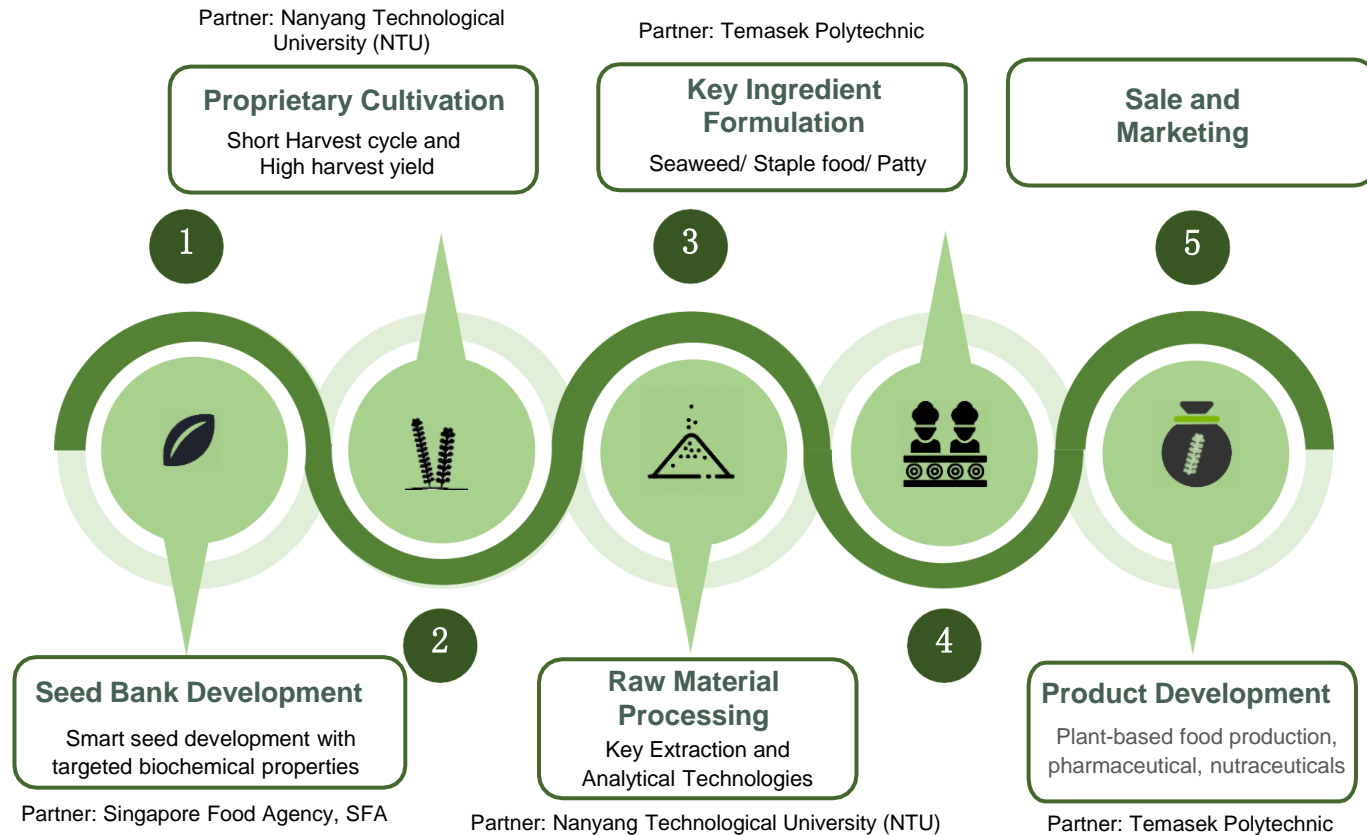 Partner: Nanyang Technological
University (NTU)
Proprietary Cultivation
Short Harvest cycle and
High harvest yield
Partner: Temasek Polytechnic
Key Ingredient
Formulation
Seaweed/ Staple food/ Patty
Sale and
Marketing
1
3
5
2
4
Seed Bank Development
Smart seed development with
targeted biochemical properties
Partner: Singapore Food Agency, SFA
Raw Material
Processing
Key Extraction and
Analytical Technologies
Partner: Nanyang Technological University (NTU)
Product Development
Plant-based food production,
pharmaceutical, nutraceuticals
Partner: Temasek Polytechnic